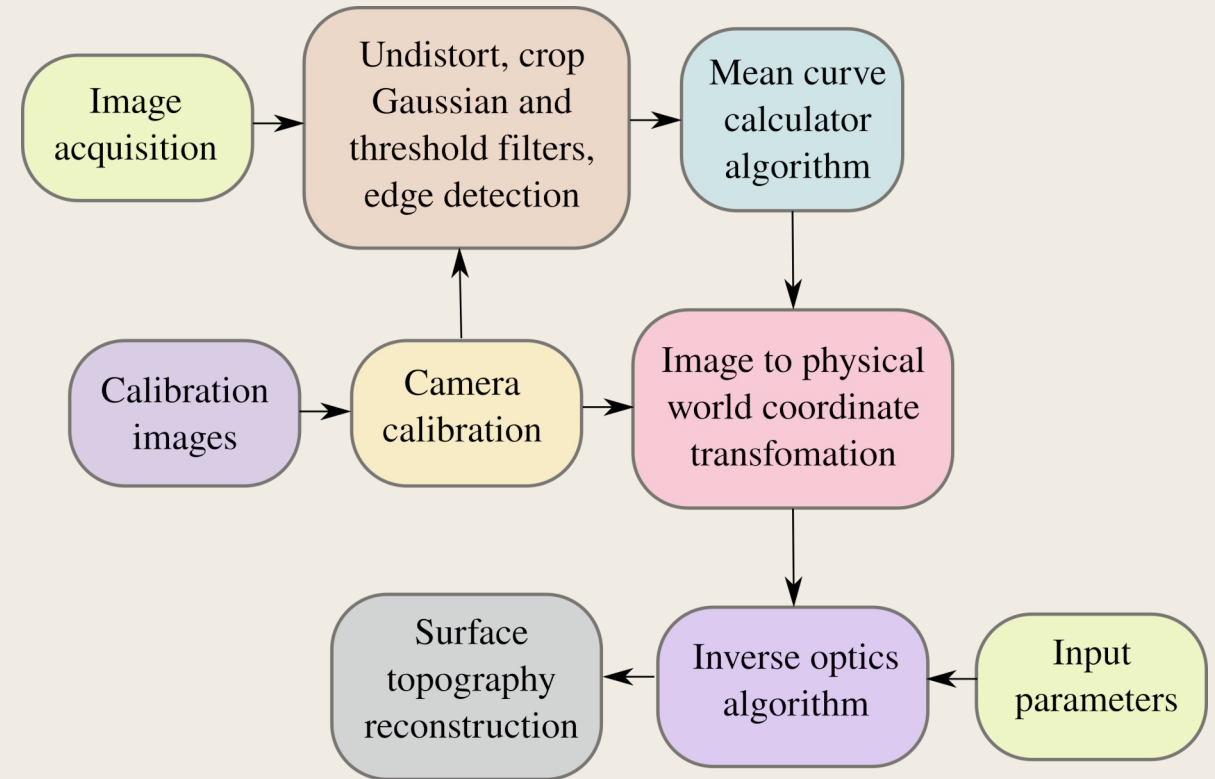 Image
acquisition
Undistort, crop
Gaussian and
threshold filters,
edge detection
Mean curve
calculator
algorithm
Calibration
images
Camera
calibration
Image to physical
world coordinate
transfomation
Surface
topography
reconstruction
Inverse optics
algorithm
Input
parameters